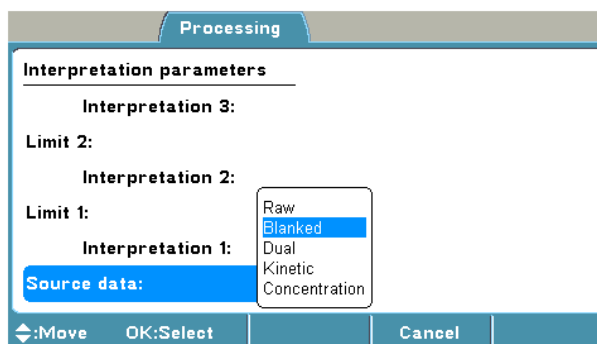 Processing
Interpretation parameters
Interpretation 3:
Limit 2:
Interpretation 2:
Limit 1:
Interpretation 1:
Source data:
Raw
Blanked
Dual
Kinetic
Concentration
:Move OK:Select Cancel